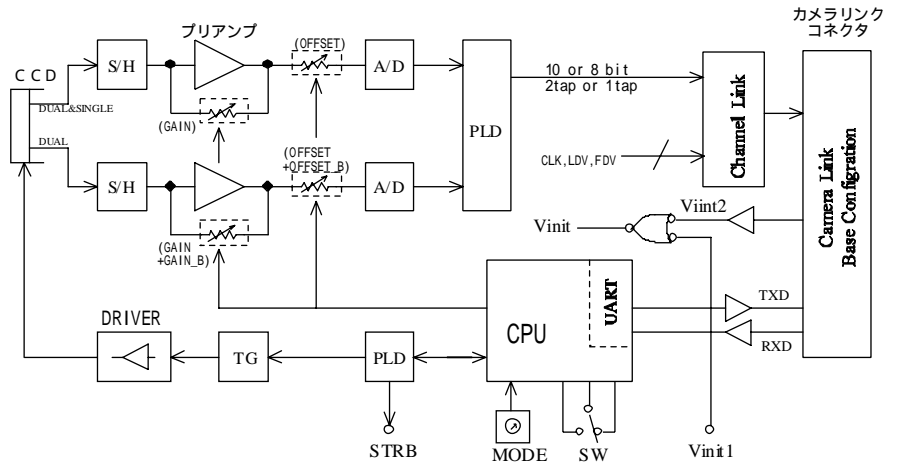 カメラリンク
コネクタ
プリアンプ
(OFFSET)
CCD
S/H
A/D
DUAL&SINGLE
(GAIN)
PLD
10 or 8 bit
2tap or 1tap
Channel Link
Camera Link
Base Configration
DUAL
S/H
(OFFSET
+OFFSET_B)
A/D
CLK,LDV,FDV
(GAIN
+GAIN_B)
Vinit
Viint2
CPU
UART
TXD
RXD
DRIVER
TG
PLD
STRB
MODE
SW
Vinit1